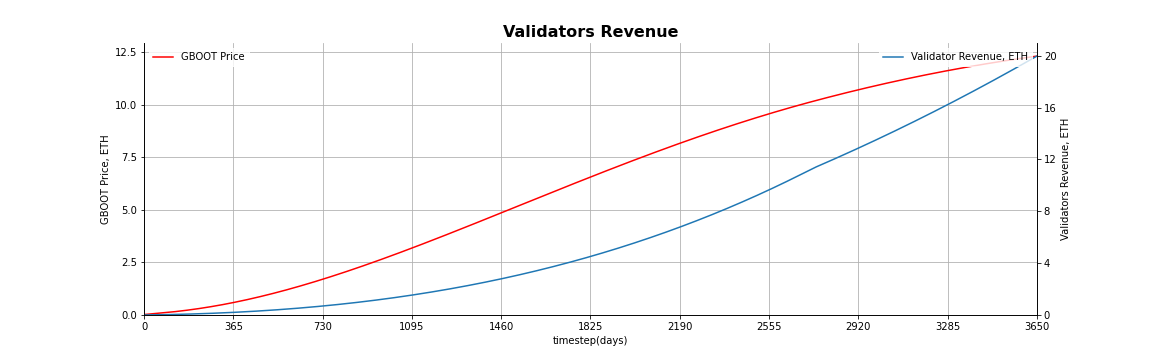 Validators Revenue
GBOOT Price
Validator Revenue, ETH
GBOOT Price, ETH
12.5
10.0
7.5
5.0
2.5
0.0
20
16
12
8
4
0
Validators Revenue, ETH
0 365 730 1095 1460 1825 2190 2555 2920 3285 3650
timestep(days)